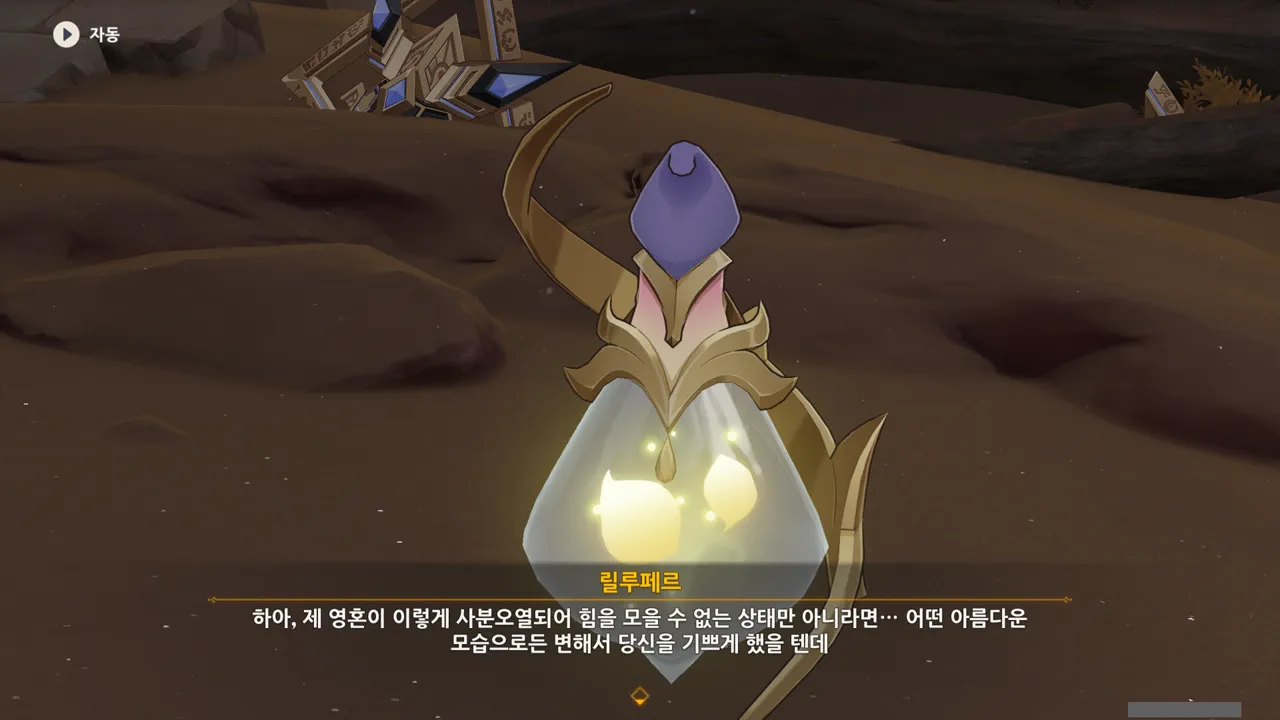 자동
릴루페르
하아, 제 영혼이 이렇게 사분오열되어 힘을 모을 수 없는 상태만 아니라면… 어떤 아름다운
모습으로든 변해서 당신을 기쁘게 했을 텐데